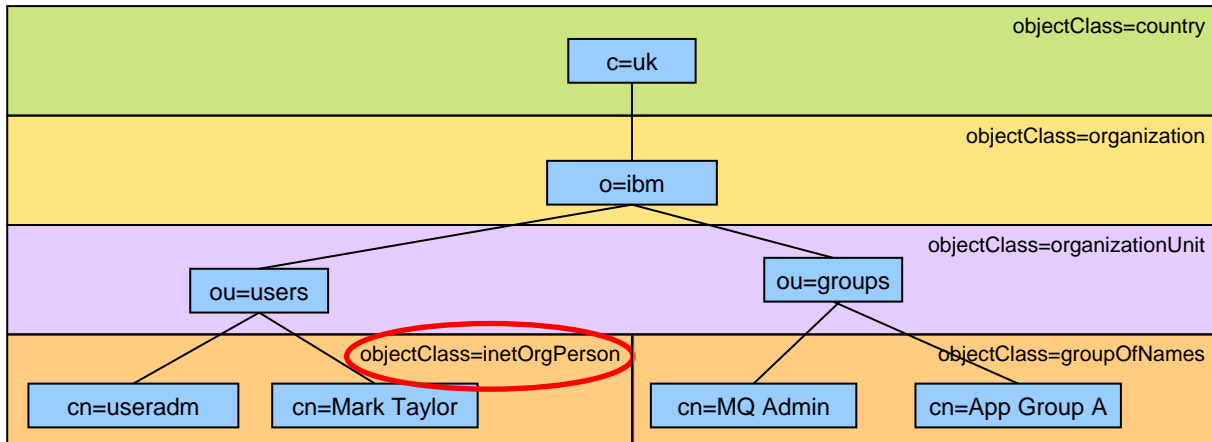 objectClass=country
c=uk
objectClass=organization
o=ibm
objectClass=organizationUnit
ou=users
ou=groups
objectClass=inetOrgPerson
objectClass=groupOfNames
cn=useradm
cn=Mark Taylor
cn=MQ Admin
cn=App Group A